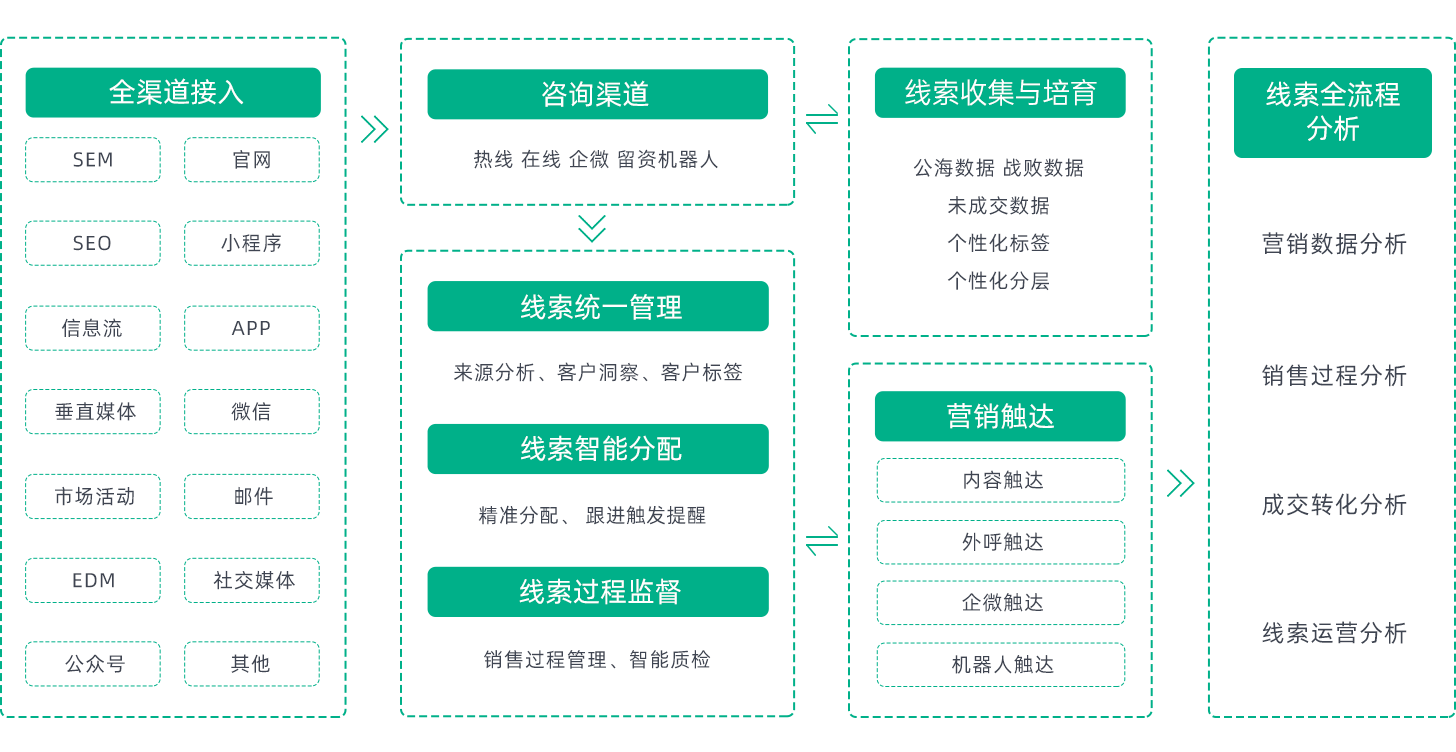 全渠道接入
SEM
官网
SEO
小程序
信息流
APP
垂直媒体
微信
市场活动
邮件
EDM
社交媒体
公众号
其他
咨询渠道
热线 在线 企微 留资机器人
线索统一管理
来源分析、客户洞察、客户标签
线索智能分配
精准分配、 跟进触发提醒
线索过程监督
销售过程管理、智能质检
线索收集与培育
公海数据 战败数据
未成交数据
个性化标签
个性化分层
营销触达
内容触达
外呼触达
企微触达
机器人触达
线索全流程
分析
营销数据分析
销售过程分析
成交转化分析
线索运营分析